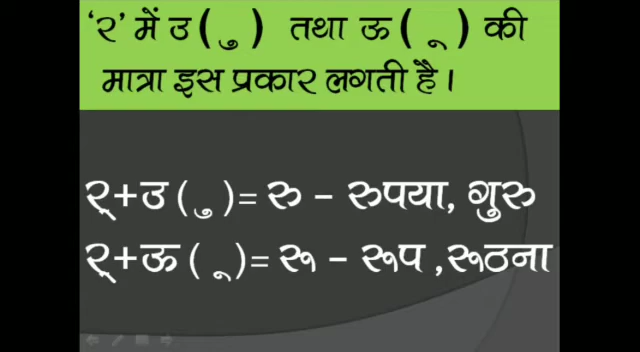 'र' में उ ( ु ) तथा ऊ ( ू ) की
मात्रा इस प्रकार लगती है।
र्+उ ( ु )= रु – रुपया, गुरु
र्+ऊ ( ू )= रू – रूप ,रूठना